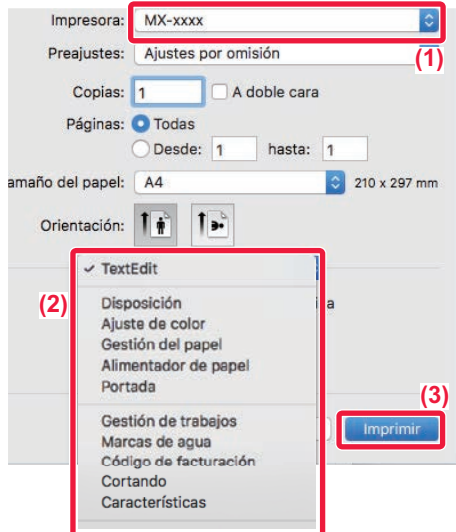 Impresora: MX-xxxx
(1)
Preajustes: Ajustes por omisión
Copias: 1 A doble cara
Páginas: Todas
Desde: 1 hasta: 1
amaño del papel: A4 210 x 297 mm
Orientación:
✓ TextEdit
(2)
Disposición
a
Ajuste de color
Gestión del papel
Alimentador de papel
Portada
(3)
Gestión de trabajos
Imprimir
Marcas de agua
Código de facturación
Cortando
Características